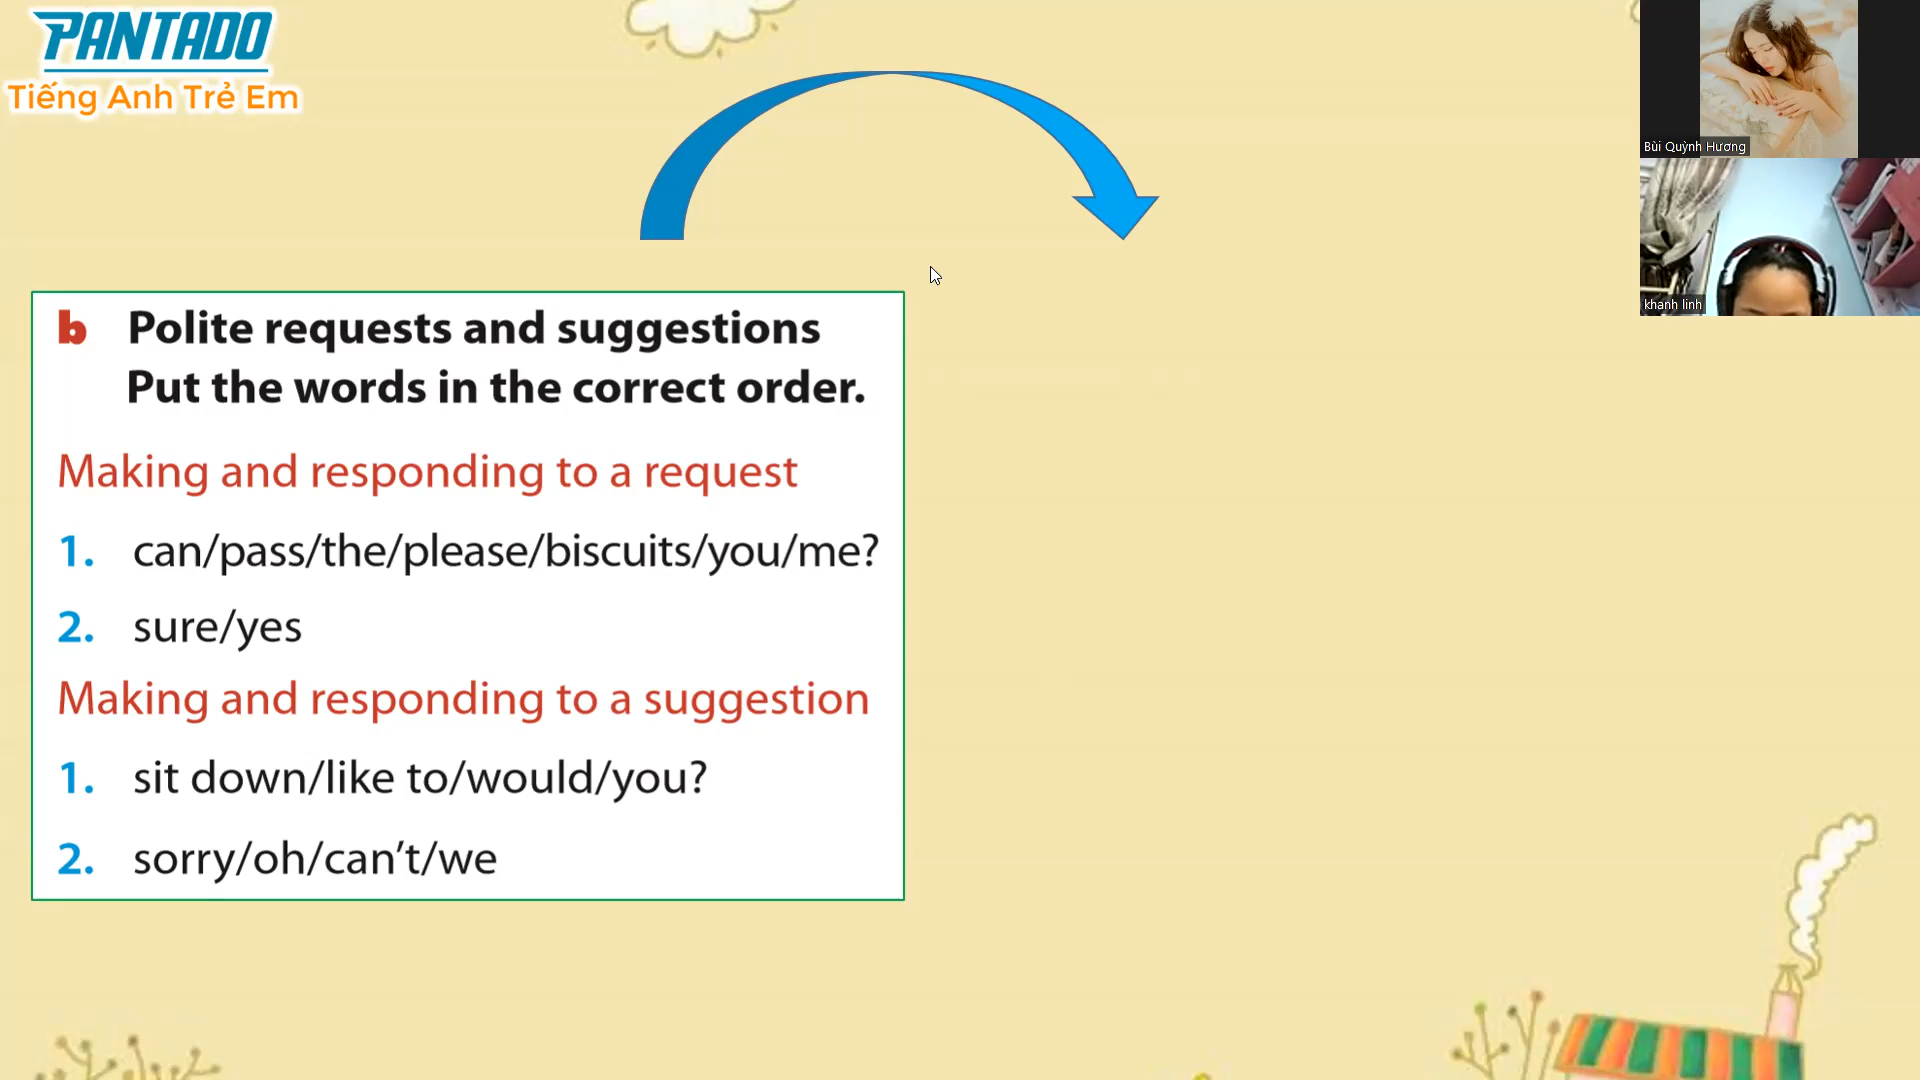 PANTADO
Tiếng Anh Trẻ Em
Bùi Quỳnh Hương
khanh linh
b Polite requests and suggestions
Put the words in the correct order.
Making and responding to a request
1. can/pass/the/please/biscuits/you/me?
2. sure/yes
Making and responding to a suggestion
1. sit down/like to/would/you?
2. sorry/oh/can’t/we